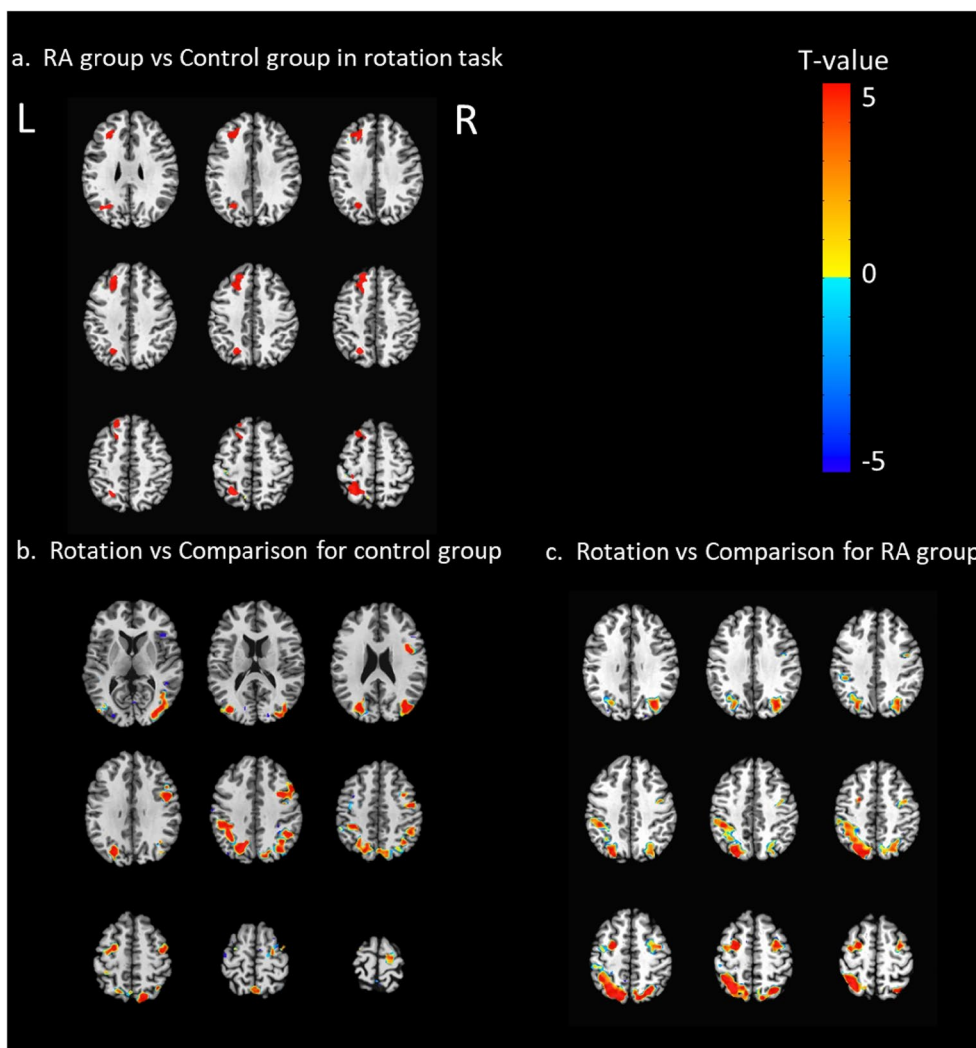 a. RA group vs Control group in rotation task
T-value
L
R
5
0
-5
b. Rotation vs Comparison for control group
c. Rotation vs Comparison for RA group